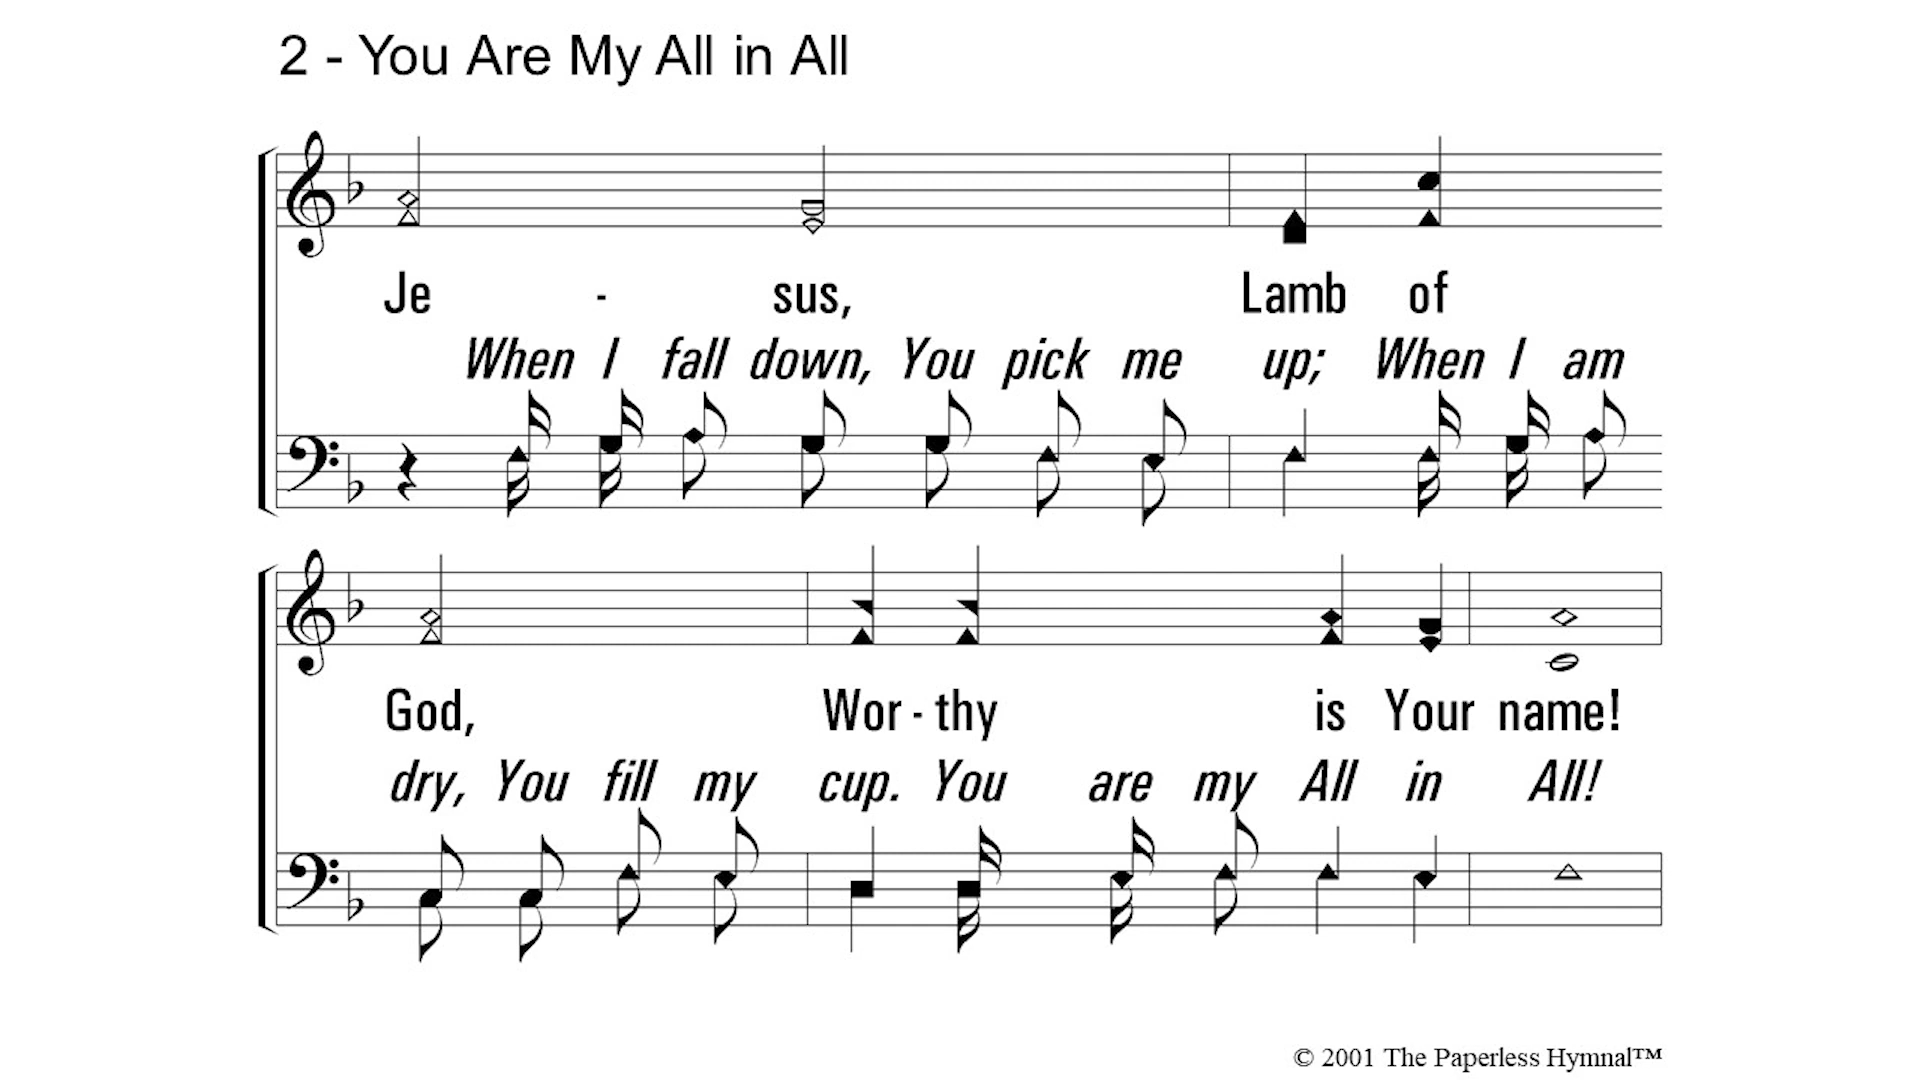 2 - You Are My All in All
Je - sus, Lamb of
When I fall down, You pick me up; When I am
God, Wor - thy is Your name!
dry, You fill my cup. You are my All in All!
© 2001 The Paperless Hymnal™